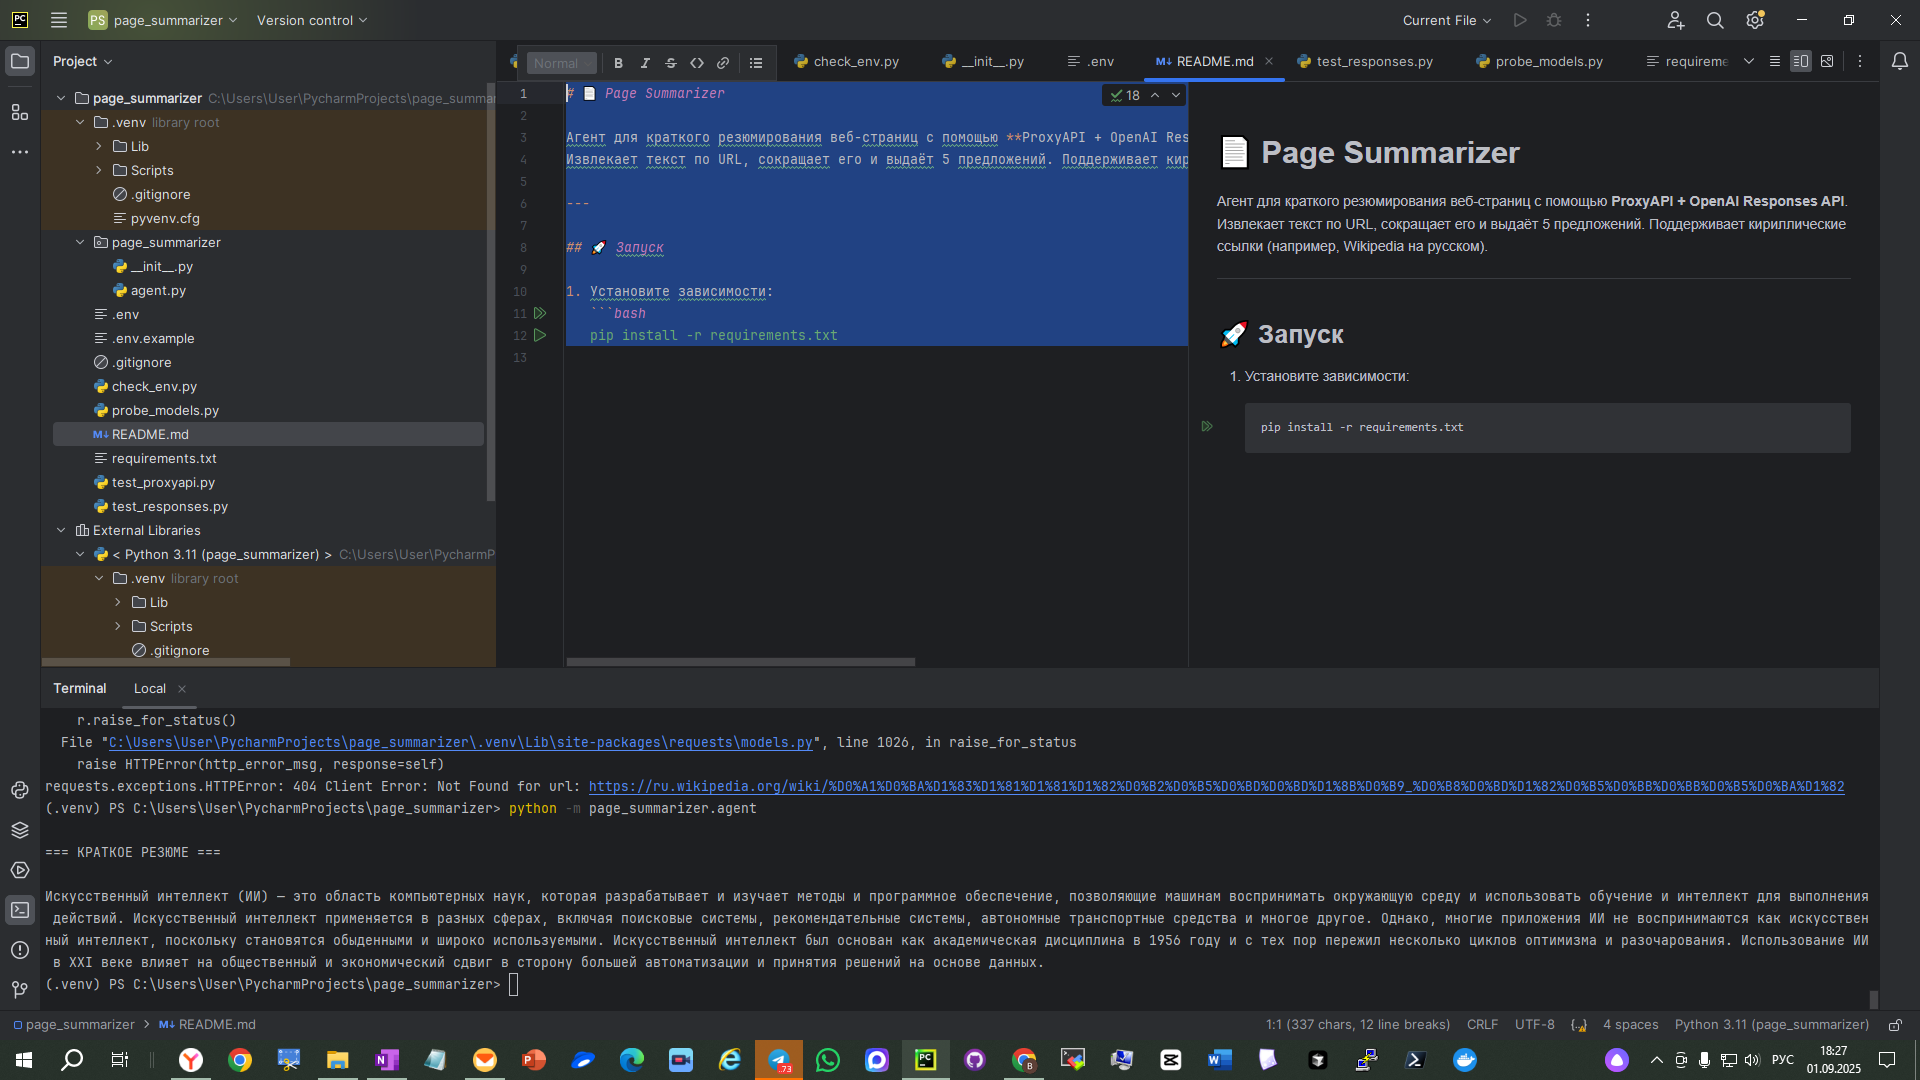 PC
PS page_summarizer
Version control
Current File
Project
Normal
check_env.py
__init__.py
.env
README.md
test_responses.py
probe_models.py
requireme
page_summarizer C:\Users\User\PycharmProjects\page_summar
.venv library root
Lib
Scripts
.gitignore
pyvenv.cfg
page_summarizer
__init__.py
agent.py
.env
.env.example
.gitignore
check_env.py
probe_models.py
README.md
requirements.txt
test_proxyapi.py
test_responses.py
External Libraries
< Python 3.11 (page_summarizer) > C:\Users\User\PycharmP
.venv library root
Lib
Scripts
.gitignore
18
1 # 📄 Page Summarizer
2
3 Агент для краткого резюмирования веб-страниц с помощью **ProxyAPI + OpenAI Res
4 Извлекает текст по URL, сокращает его и выдаёт 5 предложений. Поддерживает кир
5
6 ---
7
8 ## 🚀 Запуск
9
10 1. Установите зависимости:
11 ```bash
12 pip install -r requirements.txt
13
📄 Page Summarizer
Агент для краткого резюмирования веб-страниц с помощью ProxyAPI + OpenAI Responses API.
Извлекает текст по URL, сокращает его и выдаёт 5 предложений. Поддерживает кириллические
ссылки (например, Wikipedia на русском).
🚀 Запуск
1. Установите зависимости:
pip install -r requirements.txt
Terminal
Local
r.raise_for_status()
File "C:\Users\User\PycharmProjects\page_summarizer\.venv\Lib\site-packages\requests\models.py", line 1026, in raise_for_status
raise HTTPError(http_error_msg, response=self)
requests.exceptions.HTTPError: 404 Client Error: Not Found for url: https://ru.wikipedia.org/wiki/%D0%A1%D0%BA%D1%83%D1%81%D1%81%D1%82%D0%B2%D0%B5%D0%BD%D0%BD%D1%8B%D0%B9_%D0%B8%D0%BD%D1%82%D0%B5%D0%BB%D0%BB%D0%B5%D0%BA%D1%82
(.venv) PS C:\Users\User\PycharmProjects\page_summarizer> python -m page_summarizer.agent
=== КРАТКОЕ РЕЗЮМЕ ===
Искусственный интеллект (ИИ) — это область компьютерных наук, которая разрабатывает и изучает методы и программное обеспечение, позволяющие машинам воспринимать окружающую среду и использовать обучение и интеллект для выполнения
действий. Искусственный интеллект применяется в разных сферах, включая поисковые системы, рекомендательные системы, автономные транспортные средства и многое другое. Однако, многие приложения ИИ не воспринимаются как искусствен
ный интеллект, поскольку становятся обыденными и широко используемыми. Искусственный интеллект был основан как академическая дисциплина в 1956 году и с тех пор пережил несколько циклов оптимизма и разочарования. Использование ИИ
в XXI веке влияет на общественный и экономический сдвиг в сторону большей автоматизации и принятия решений на основе данных.
(.venv) PS C:\Users\User\PycharmProjects\page_summarizer>
page_summarizer > README.md
1:1 (337 chars, 12 line breaks)
CRLF
UTF-8
4 spaces
Python 3.11 (page_summarizer)
73
РУС
18:27
01.09.2025